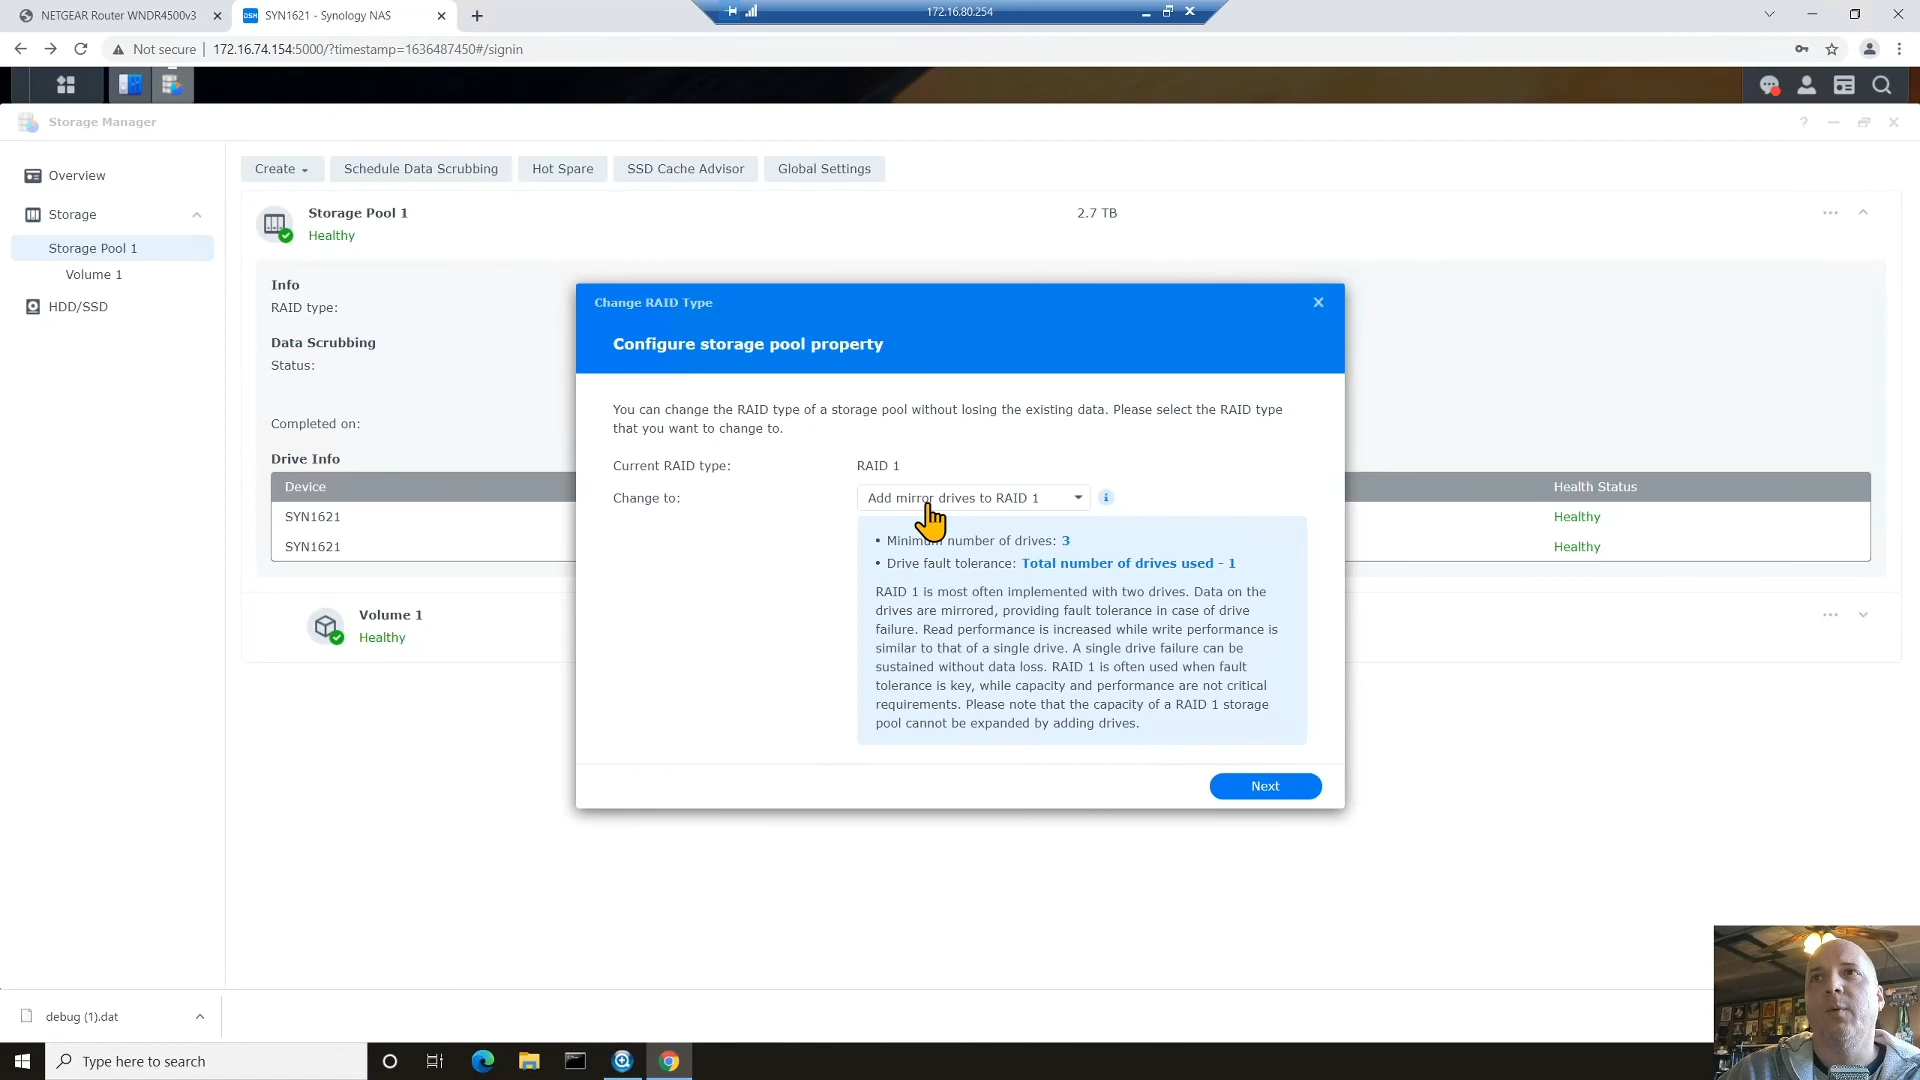 NETGEAR Router WNDR4500v3
DSM
SYN1621 - Synology NAS
172.16.80.254
Not secure
172.16.74.154:5000/?timestamp=1636487450#/signin
Storage Manager
Overview
Storage
Storage Pool 1
Volume 1
HDD/SSD
Create
Schedule Data Scrubbing
Hot Spare
SSD Cache Advisor
Global Settings
Storage Pool 1
2.7 TB
Healthy
Info
RAID type:
Data Scrubbing
Status:
Completed on:
Drive Info
Device
Health Status
SYN1621
Healthy
SYN1621
Healthy
Volume 1
Healthy
Change RAID Type
Configure storage pool property
You can change the RAID type of a storage pool without losing the existing data. Please select the RAID type
that you want to change to.
Current RAID type:
RAID 1
Change to:
Add mirror drives to RAID 1
• Minimum number of drives: 3
• Drive fault tolerance: Total number of drives used - 1
RAID 1 is most often implemented with two drives. Data on the
drives are mirrored, providing fault tolerance in case of drive
failure. Read performance is increased while write performance is
similar to that of a single drive. A single drive failure can be
sustained without data loss. RAID 1 is often used when fault
tolerance is key, while capacity and performance are not critical
requirements. Please note that the capacity of a RAID 1 storage
pool cannot be expanded by adding drives.
Next
debug (1).dat
Type here to search